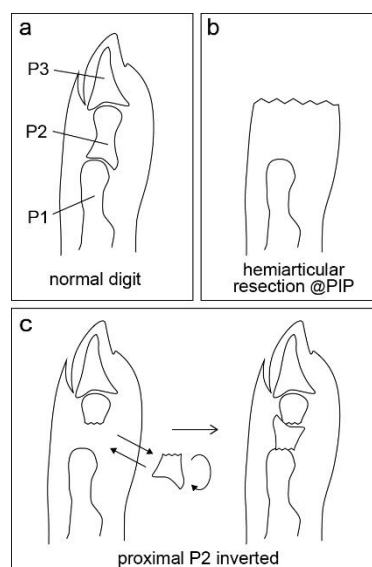 a
P3
P2
P1
normal digit
b
hemiarticular
resection @PIP
c
proximal P2 inverted